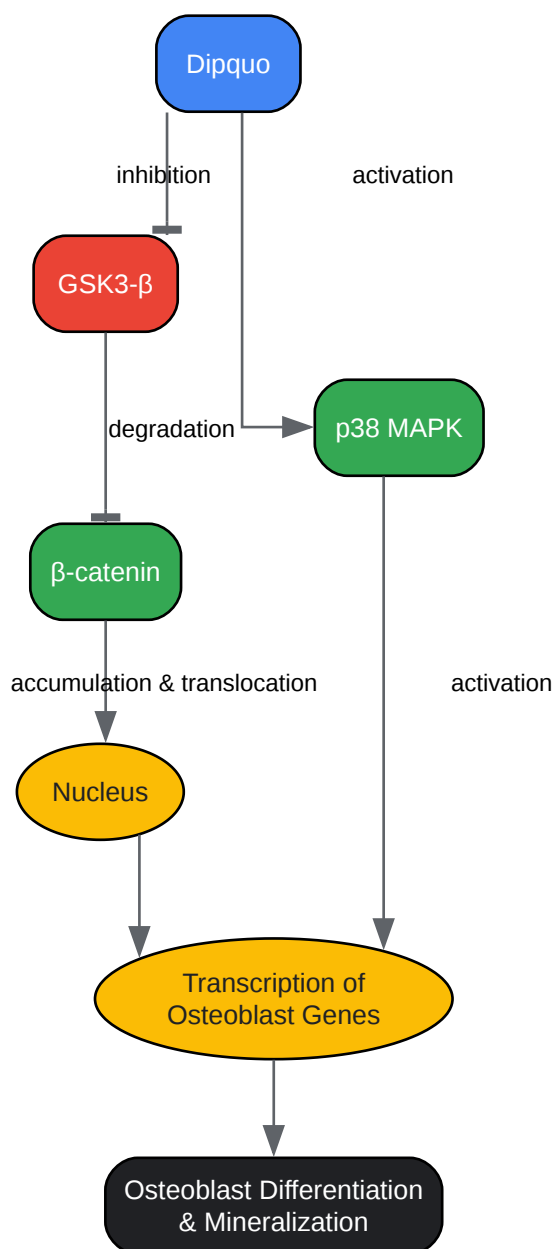 Dipquo
inhibition
activation
GSK3-β
degradation
p38 MAPK
β-catenin
accumulation & translocation
activation
Nucleus
Transcription of
Osteoblast Genes
Osteoblast Differentiation
& Mineralization